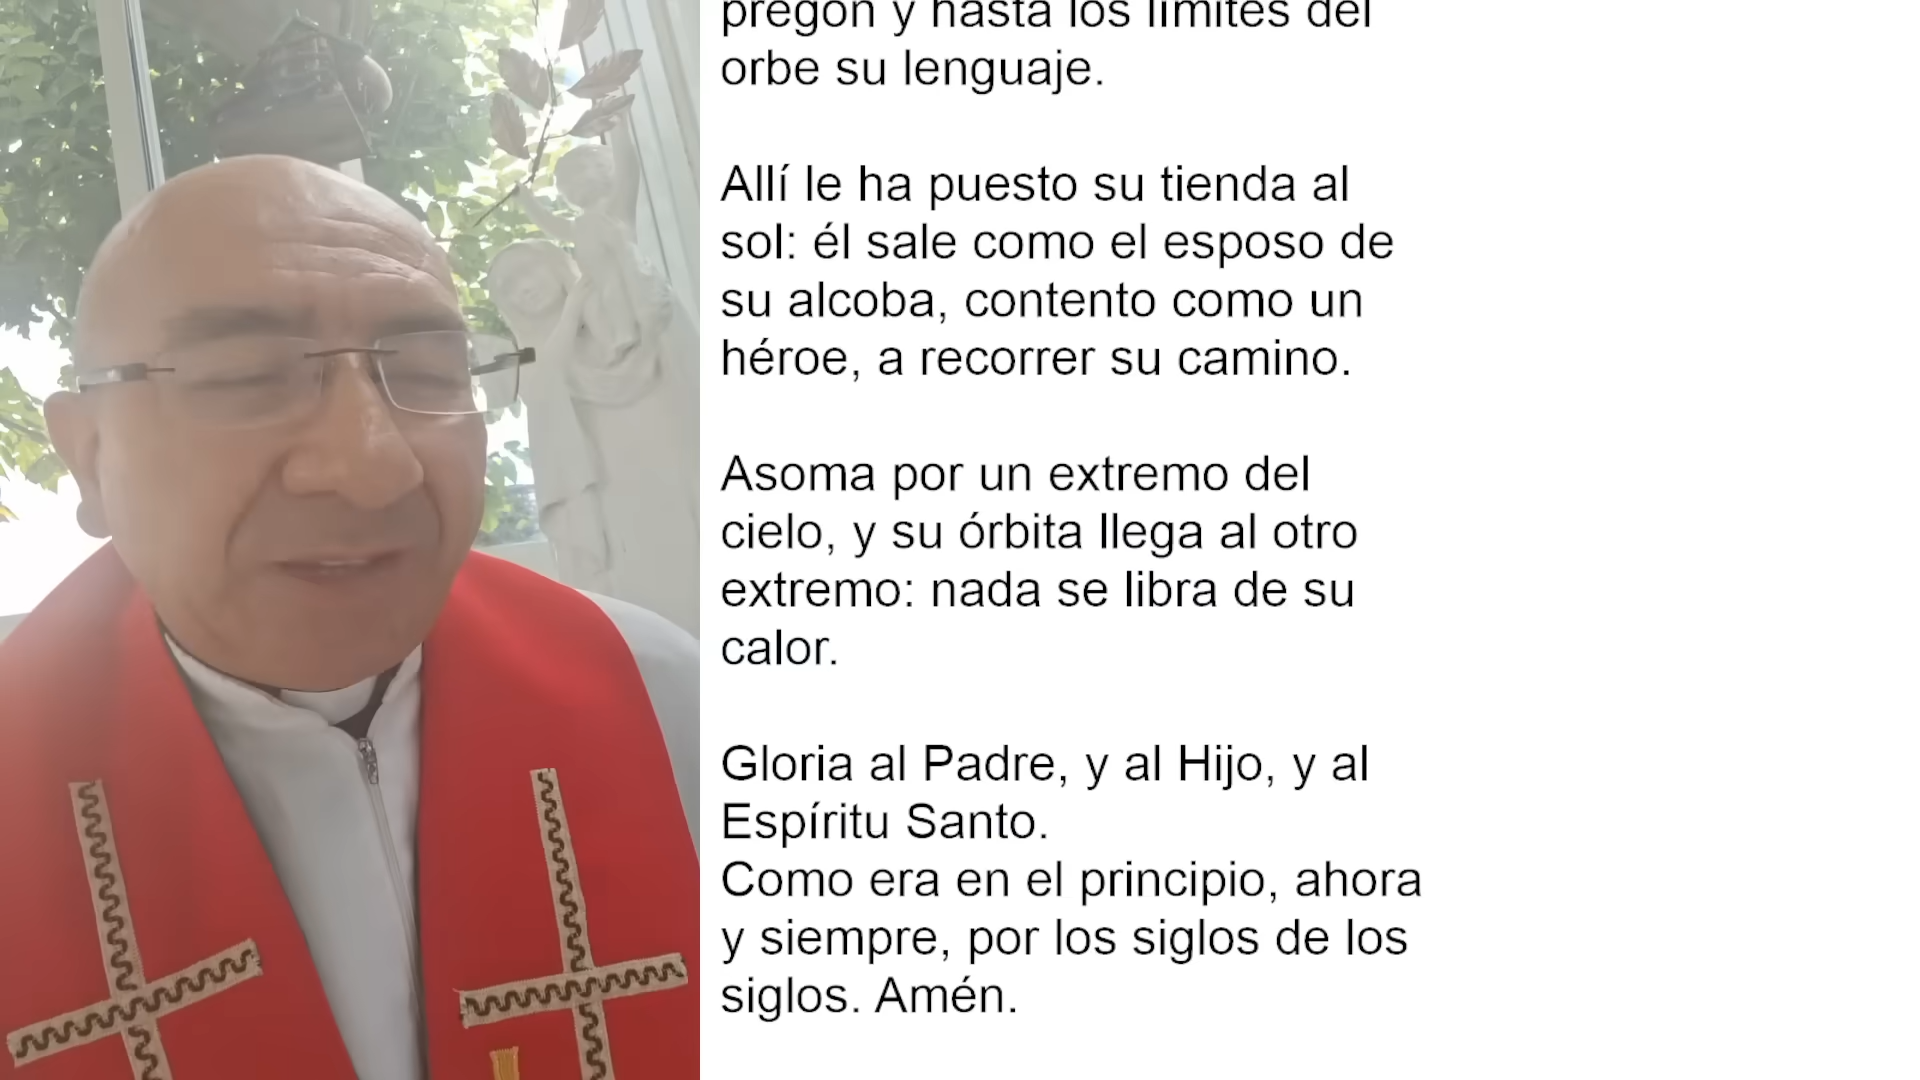 pregón y hasta los límites del
orbe su lenguaje.
Allí le ha puesto su tienda al
sol: él sale como el esposo de
su alcoba, contento como un
héroe, a recorrer su camino.
Asoma por un extremo del
cielo, y su órbita llega al otro
extremo: nada se libra de su
calor.
Gloria al Padre, y al Hijo, y al
Espíritu Santo.
Como era en el principio, ahora
y siempre, por los siglos de los
siglos. Amén.